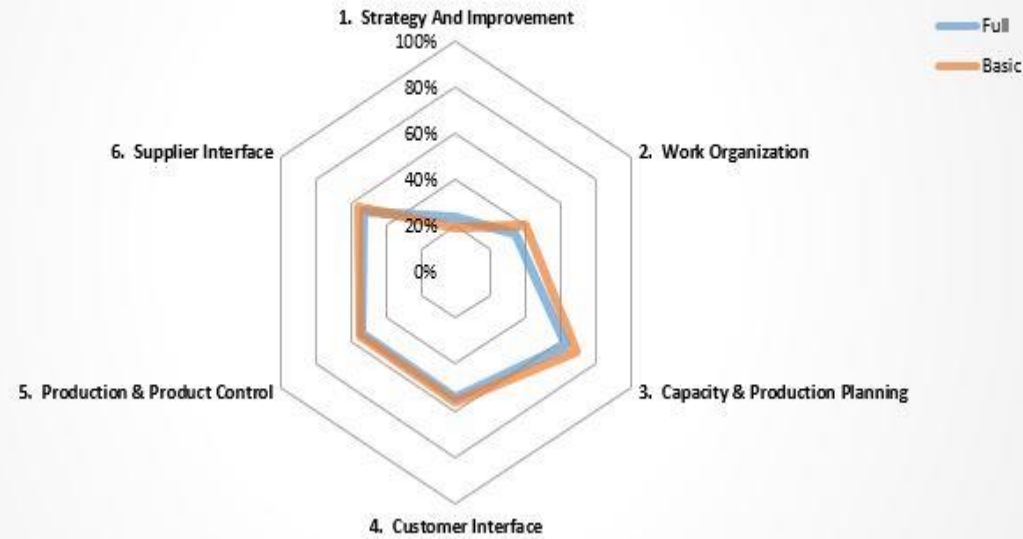 1. Strategy And Improvement
Full
Basic
100%
80%
60%
40%
20%
0%
6. Supplier Interface
2. Work Organization
5. Production & Product Control
3. Capacity & Production Planning
4. Customer Interface